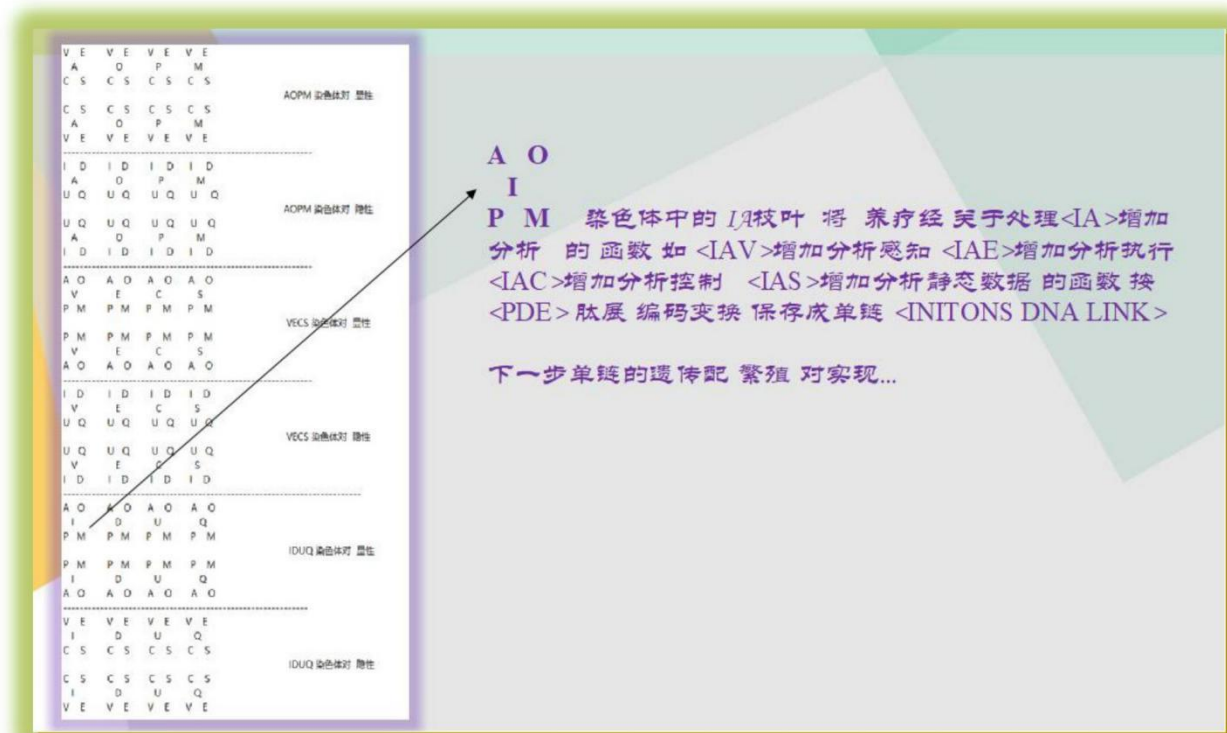 V E V E V E V E
A O P M
C S C S C S C S
AOPM 染色体对 显性
C S C S C S C S
A O P M
V E V E V E V E
I D I D I D I D
A O P M
U Q U Q U Q U Q
AOPM 染色体对 隐性
U Q U Q U Q U Q
A O P M
I D I D I D I D
A O A O A O A O
V E C S
P M P M P M P M
VECS 染色体对 显性
P M P M P M P M
V E C S
A O A O A O A O
I D I D I D I D
V E C S
U Q U Q U Q U Q
VECS 染色体对 隐性
U Q U Q U Q U Q
V E C S
I D I D I D I D
A O A O A O A O
I D U Q
P M P M P M P M
IDUQ 染色体对 显性
P M P M P M P M
I D U Q
A O A O A O A O
V E V E V E V E
I D U Q
C S C S C S C S
IDUQ 染色体对 隐性
C S C S C S C S
I D U Q
V E V E V E V E
A O
I
P M 染色体中的 IA枝叶 将 养疗经 关于处理<IA>增加
分析 的 函数 如 <IAV>增加分析感知 <IAE>增加分析执行
<IAC>增加分析控制 <IAS>增加分析静态数据 的函数 按
<PDE> 肽展 编码变换 保存成单链 <INITONS DNA LINK>
下一步单链的遗传配 繁殖 对实现...